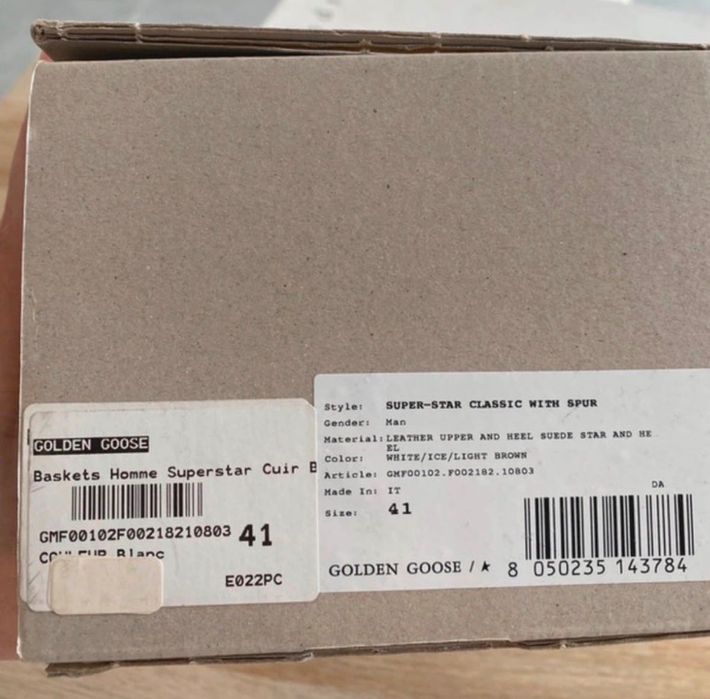 GOLDEN GOOSE
Baskets Homme Superstar Cuir B
GMF00102F00218210803 41
COULEUR Blanc
E022PC
Style: SUPER-STAR CLASSIC WITH SPUR
Gender: Man
Material: LEATHER UPPER AND HEEL SUEDE STAR AND HE
EL
Color: WHITE/ICE/LIGHT BROWN
Article: GMF00102.F002182.10803
Made In: IT
Size: 41
DA
GOLDEN GOOSE / ★ 8 050235 143784